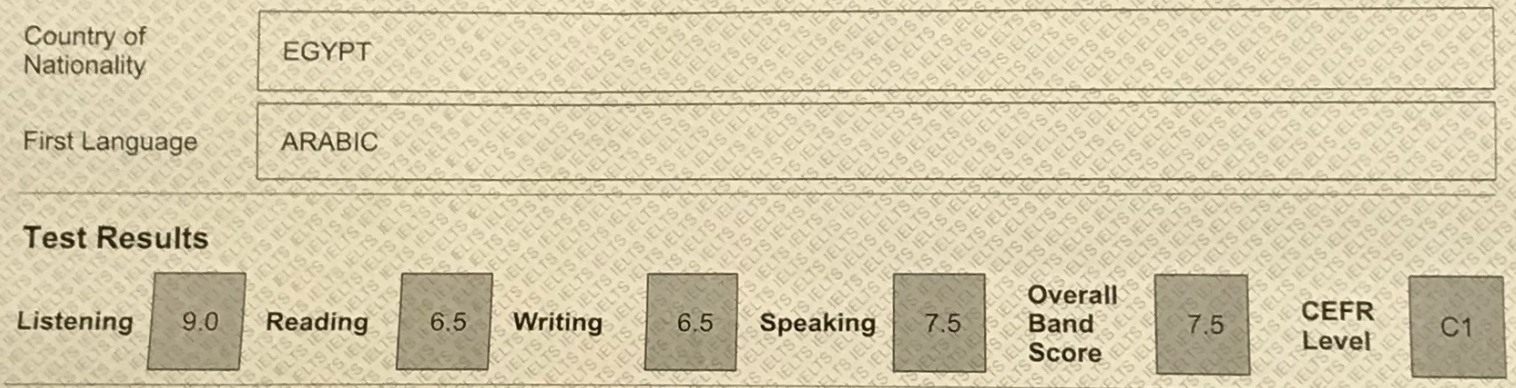 Country of
Nationality
EGYPT
First Language
ARABIC
Test Results
Listening 9.0 Reading 6.5 Writing 6.5 Speaking 7.5 Overall Band Score 7.5 CEFR Level C1